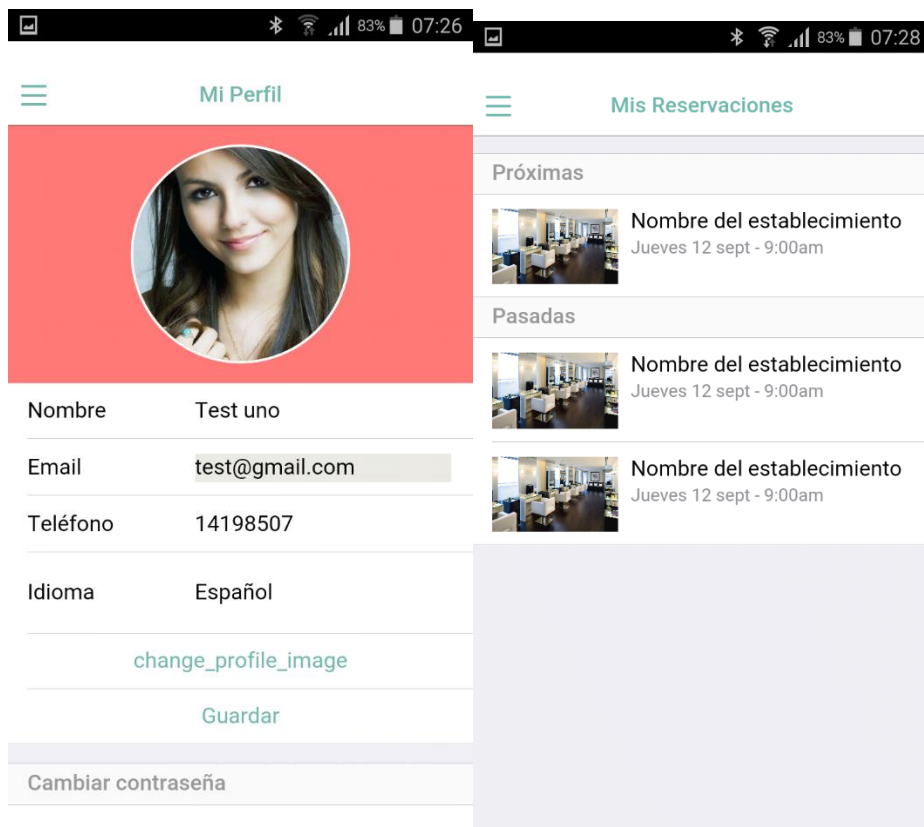 83% 07:26
Mi Perfil
Nombre Test uno
Email test@gmail.com
Teléfono 14198507
Idioma Español
change_profile_image
Guardar
Cambiar contraseña
83% 07:28
Mis Reservaciones
Próximas
Nombre del establecimiento
Jueves 12 sept - 9:00am
Pasadas
Nombre del establecimiento
Jueves 12 sept - 9:00am
Nombre del establecimiento
Jueves 12 sept - 9:00am